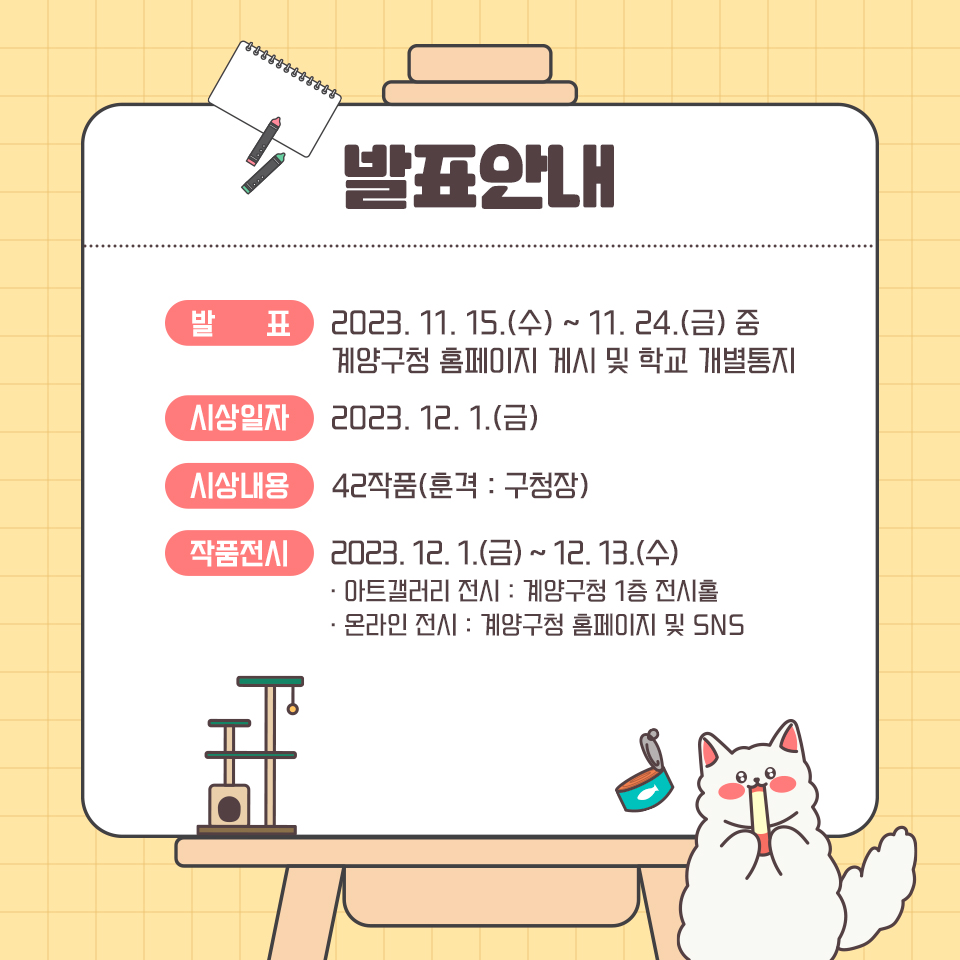 발표안내
발 표 2023. 11. 15.(수) ~ 11. 24.(금) 중
계양구청 홈페이지 게시 및 학교 개별통지
시상일자 2023. 12. 1.(금)
시상내용 42작품(훈격 : 구청장)
작품전시 2023. 12. 1.(금) ~ 12. 13.(수)
· 아트갤러리 전시 : 계양구청 1층 전시홀
· 온라인 전시 : 계양구청 홈페이지 및 SNS